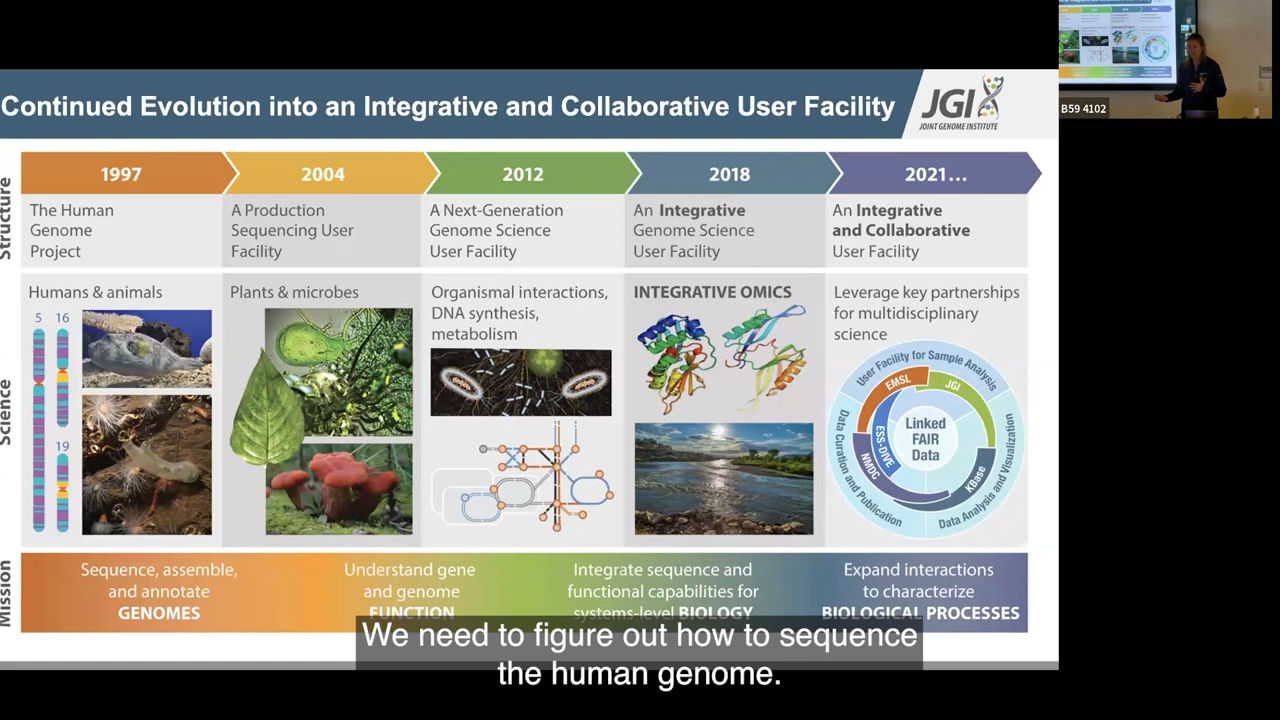 Continued Evolution into an Integrative and Collaborative User Facility
JGI
JOINT GENOME INSTITUTE
B59 4102
Structure
1997
2004
2012
2018
2021...
The Human
Genome
Project
A Production
Sequencing User
Facility
A Next-Generation
Genome Science
User Facility
An Integrative
Genome Science
User Facility
An Integrative
and Collaborative
User Facility
Science
Humans & animals
5
16
19
Plants & microbes
Organismal interactions,
DNA synthesis,
metabolism
INTEGRATIVE OMICS
Leverage key partnerships
for multidisciplinary
science
User Facility for Sample Analysis
EMSL
JGI
ESS-DIVE
NMDC
KBase
Linked
FAIR
Data
Data Curation and Publication
Data Analysis and Visualization
Mission
Sequence, assemble,
and annotate
GENOMES
Understand gene
and genome
FUNCTION
Integrate sequence and
functional capabilities for
systems-level BIOLOGY
Expand interactions
to characterize
BIOLOGICAL PROCESSES
We need to figure out how to sequence
the human genome.